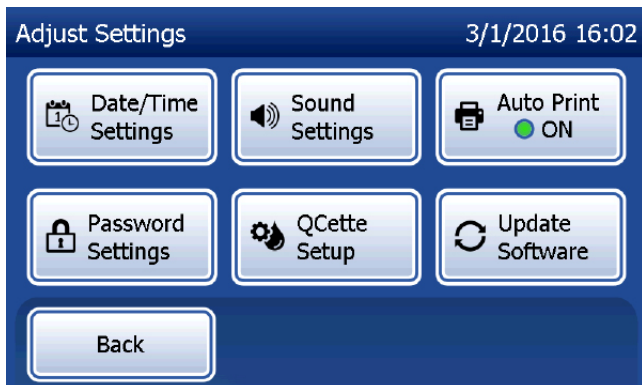 Adjust Settings 3/1/2016 16:02
1 Date/Time Settings
Sound Settings
Auto Print
ON
Password Settings
QCette Setup
Update Software
Back